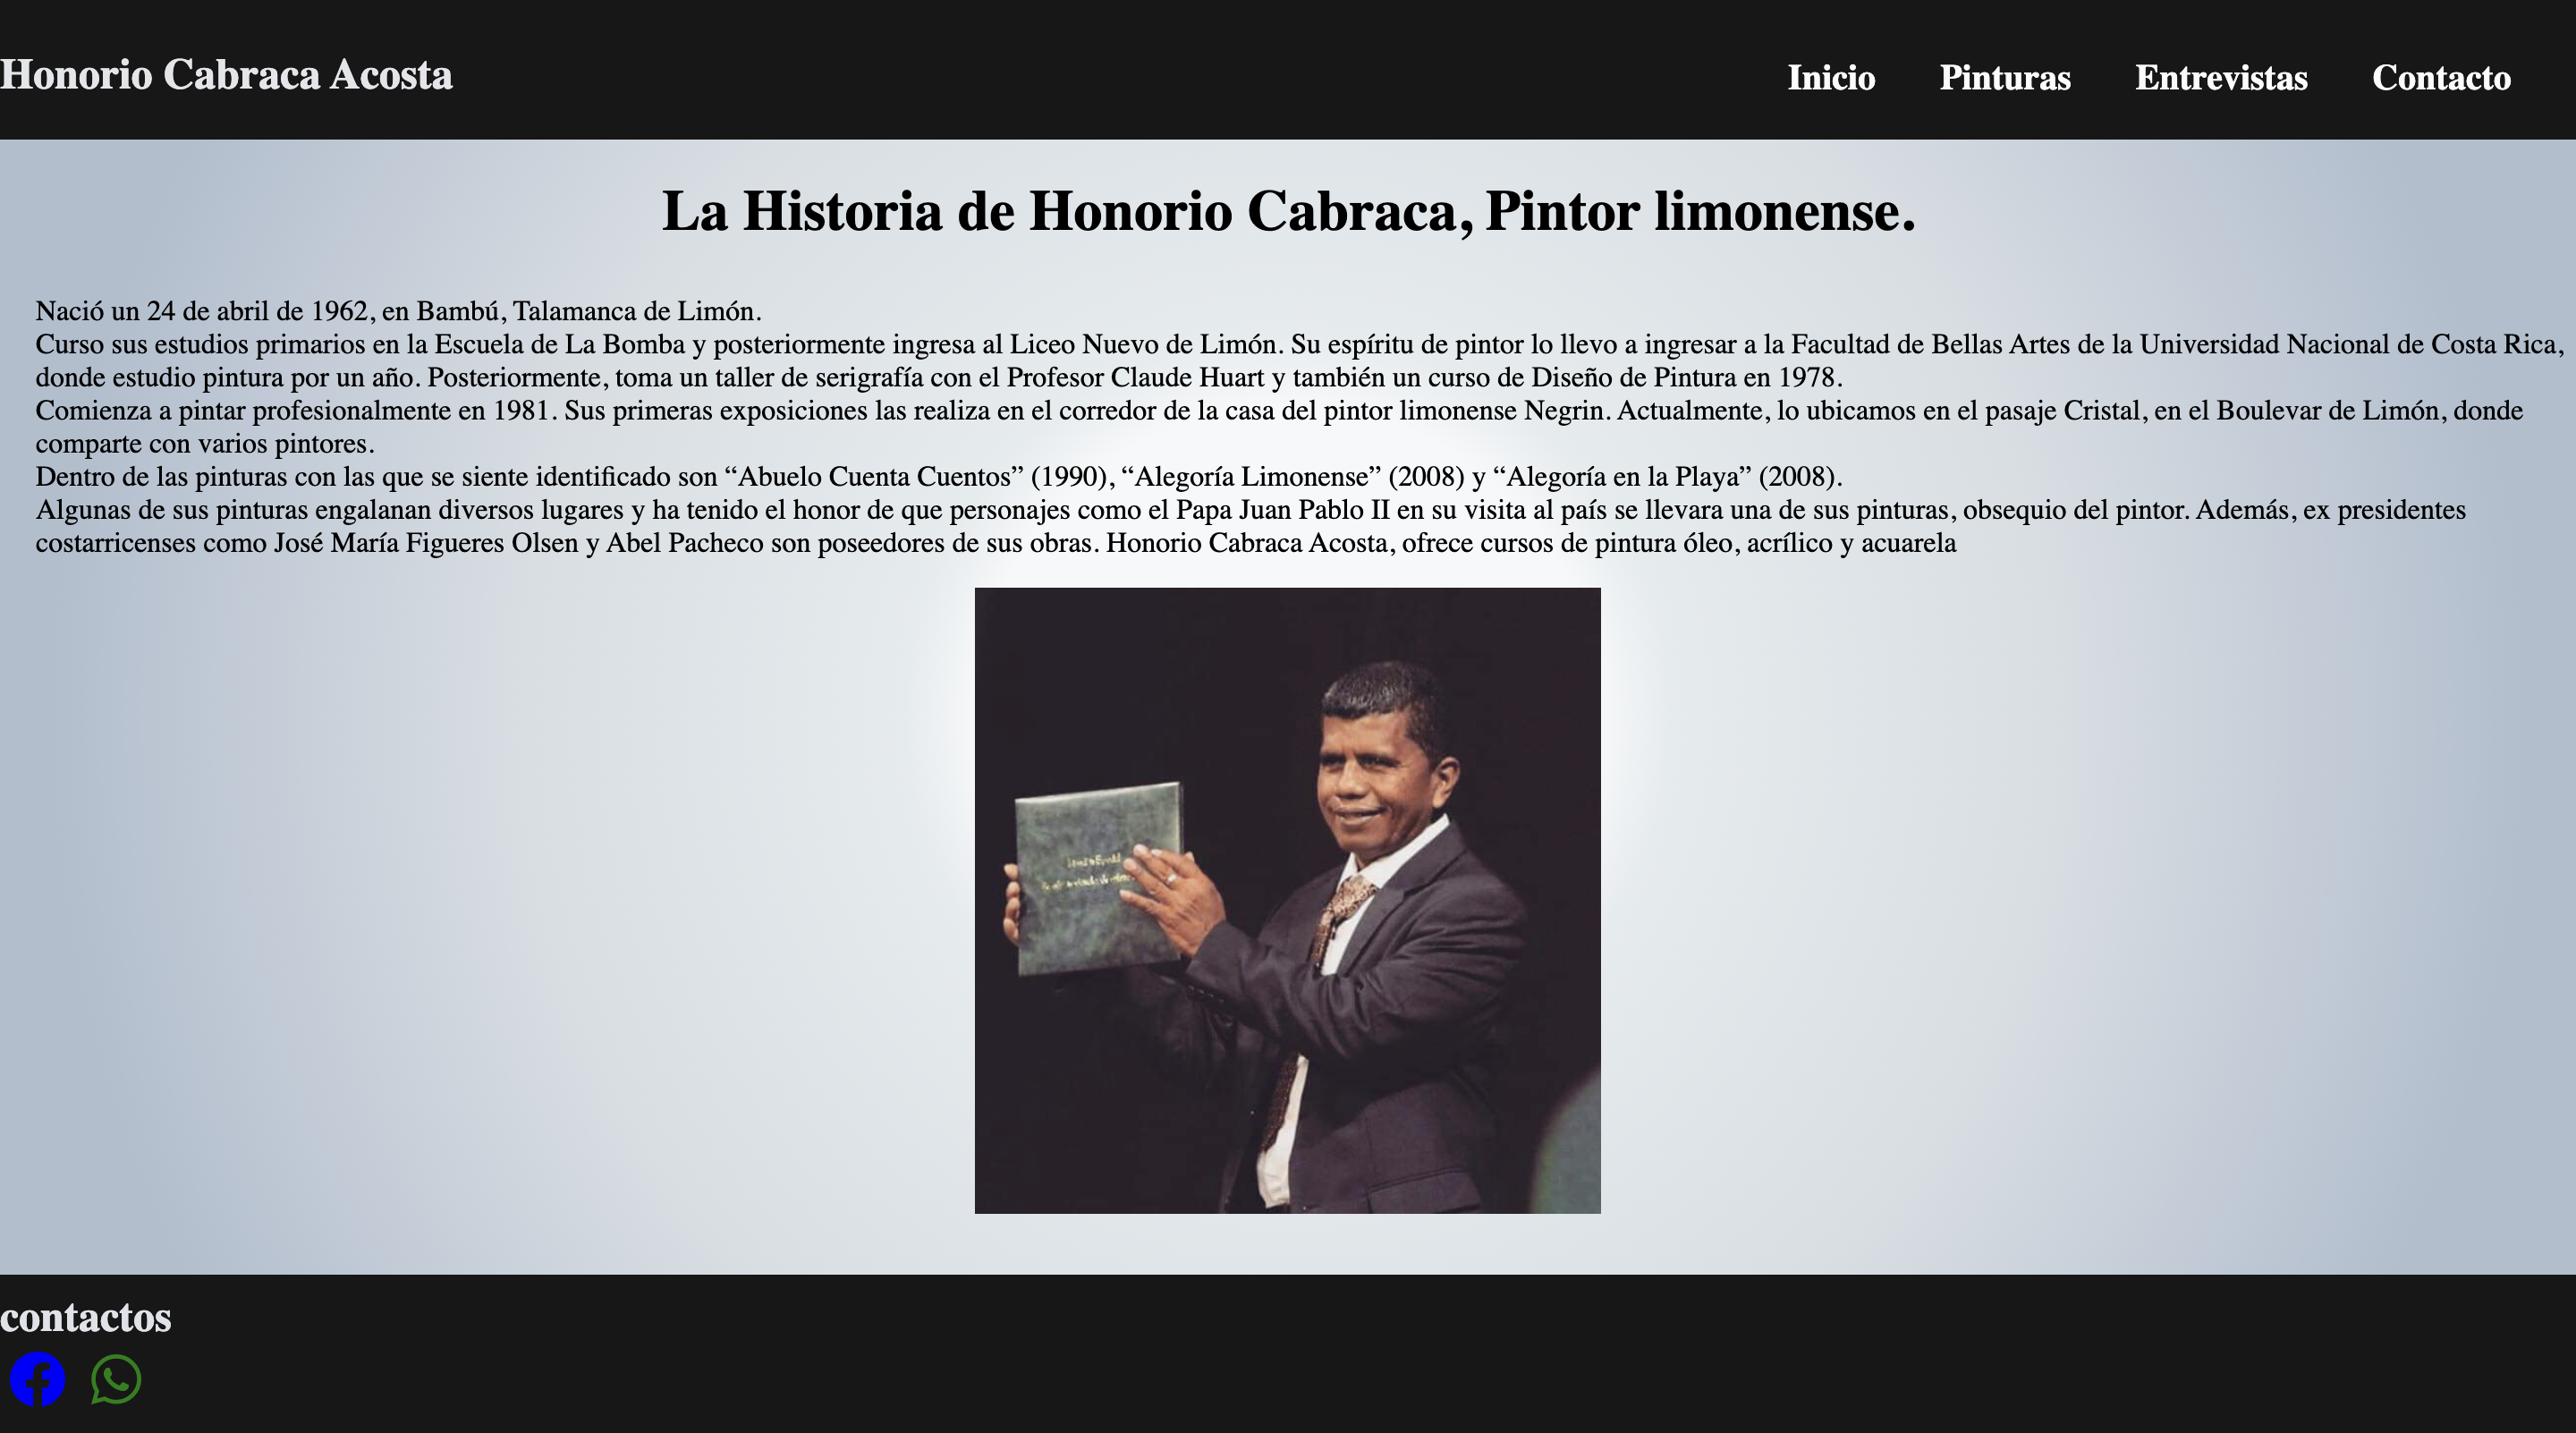 Honorio Cabraca Acosta
Inicio Pinturas Entrevistas Contacto
La Historia de Honorio Cabraca, Pintor limonense.
Nació un 24 de abril de 1962, en Bambú, Talamanca de Limón.
Curso sus estudios primarios en la Escuela de La Bomba y posteriormente ingresa al Liceo Nuevo de Limón. Su espíritu de pintor lo llevo a ingresar a la Facultad de Bellas Artes de la Universidad Nacional de Costa Rica,
donde estudio pintura por un año. Posteriormente, toma un taller de serigrafía con el Profesor Claude Huart y también un curso de Diseño de Pintura en 1978.
Comienza a pintar profesionalmente en 1981. Sus primeras exposiciones las realiza en el corredor de la casa del pintor limonense Negrin. Actualmente, lo ubicamos en el pasaje Cristal, en el Boulevar de Limón, donde
comparte con varios pintores.
Dentro de las pinturas con las que se siente identificado son “Abuelo Cuenta Cuentos” (1990), “Alegoría Limonense” (2008) y “Alegoría en la Playa” (2008).
Algunas de sus pinturas engalanan diversos lugares y ha tenido el honor de que personajes como el Papa Juan Pablo II en su visita al país se llevara una de sus pinturas, obsequio del pintor. Además, ex presidentes
costarricenses como José María Figueres Olsen y Abel Pacheco son poseedores de sus obras. Honorio Cabraca Acosta, ofrece cursos de pintura óleo, acrílico y acuarela
contactos